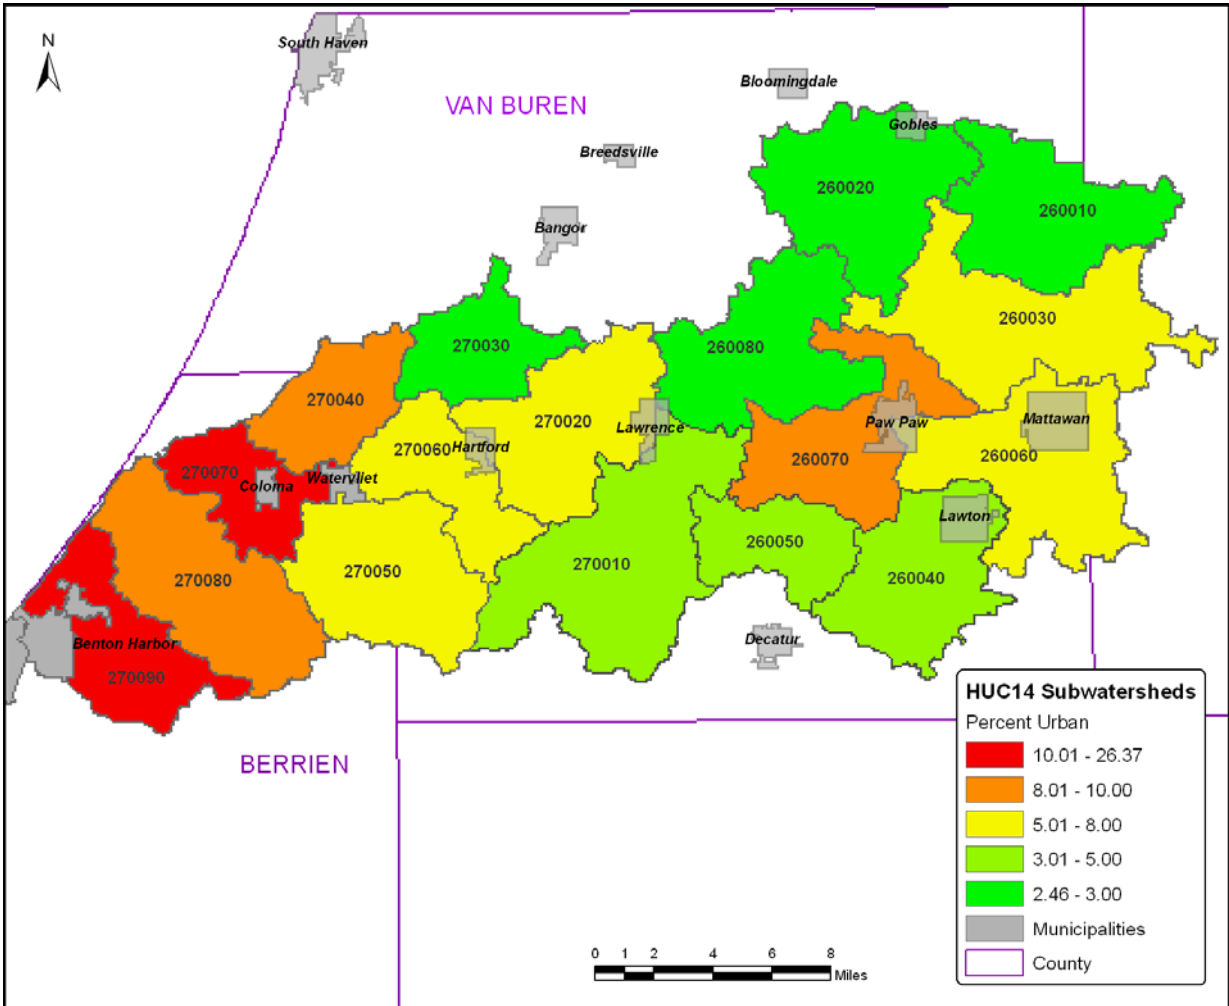 N
South Haven
VAN BUREN
Bloomingdale
Gobles
Breedsville
260020
260010
Bangor
260030
270030
260080
270040
270020
Lawrence
Paw Paw
Mattawan
270060
Hartford
260070
260060
270070
Coloma
Watervliet
Lawton
260050
270080
270050
270010
260040
Benton Harbor
Decatur
270090
BERRIEN
HUC14 Subwatersheds
Percent Urban
10.01 - 26.37
8.01 - 10.00
5.01 - 8.00
3.01 - 5.00
2.46 - 3.00
Municipalities
County
0 1 2 4 6 8
Miles